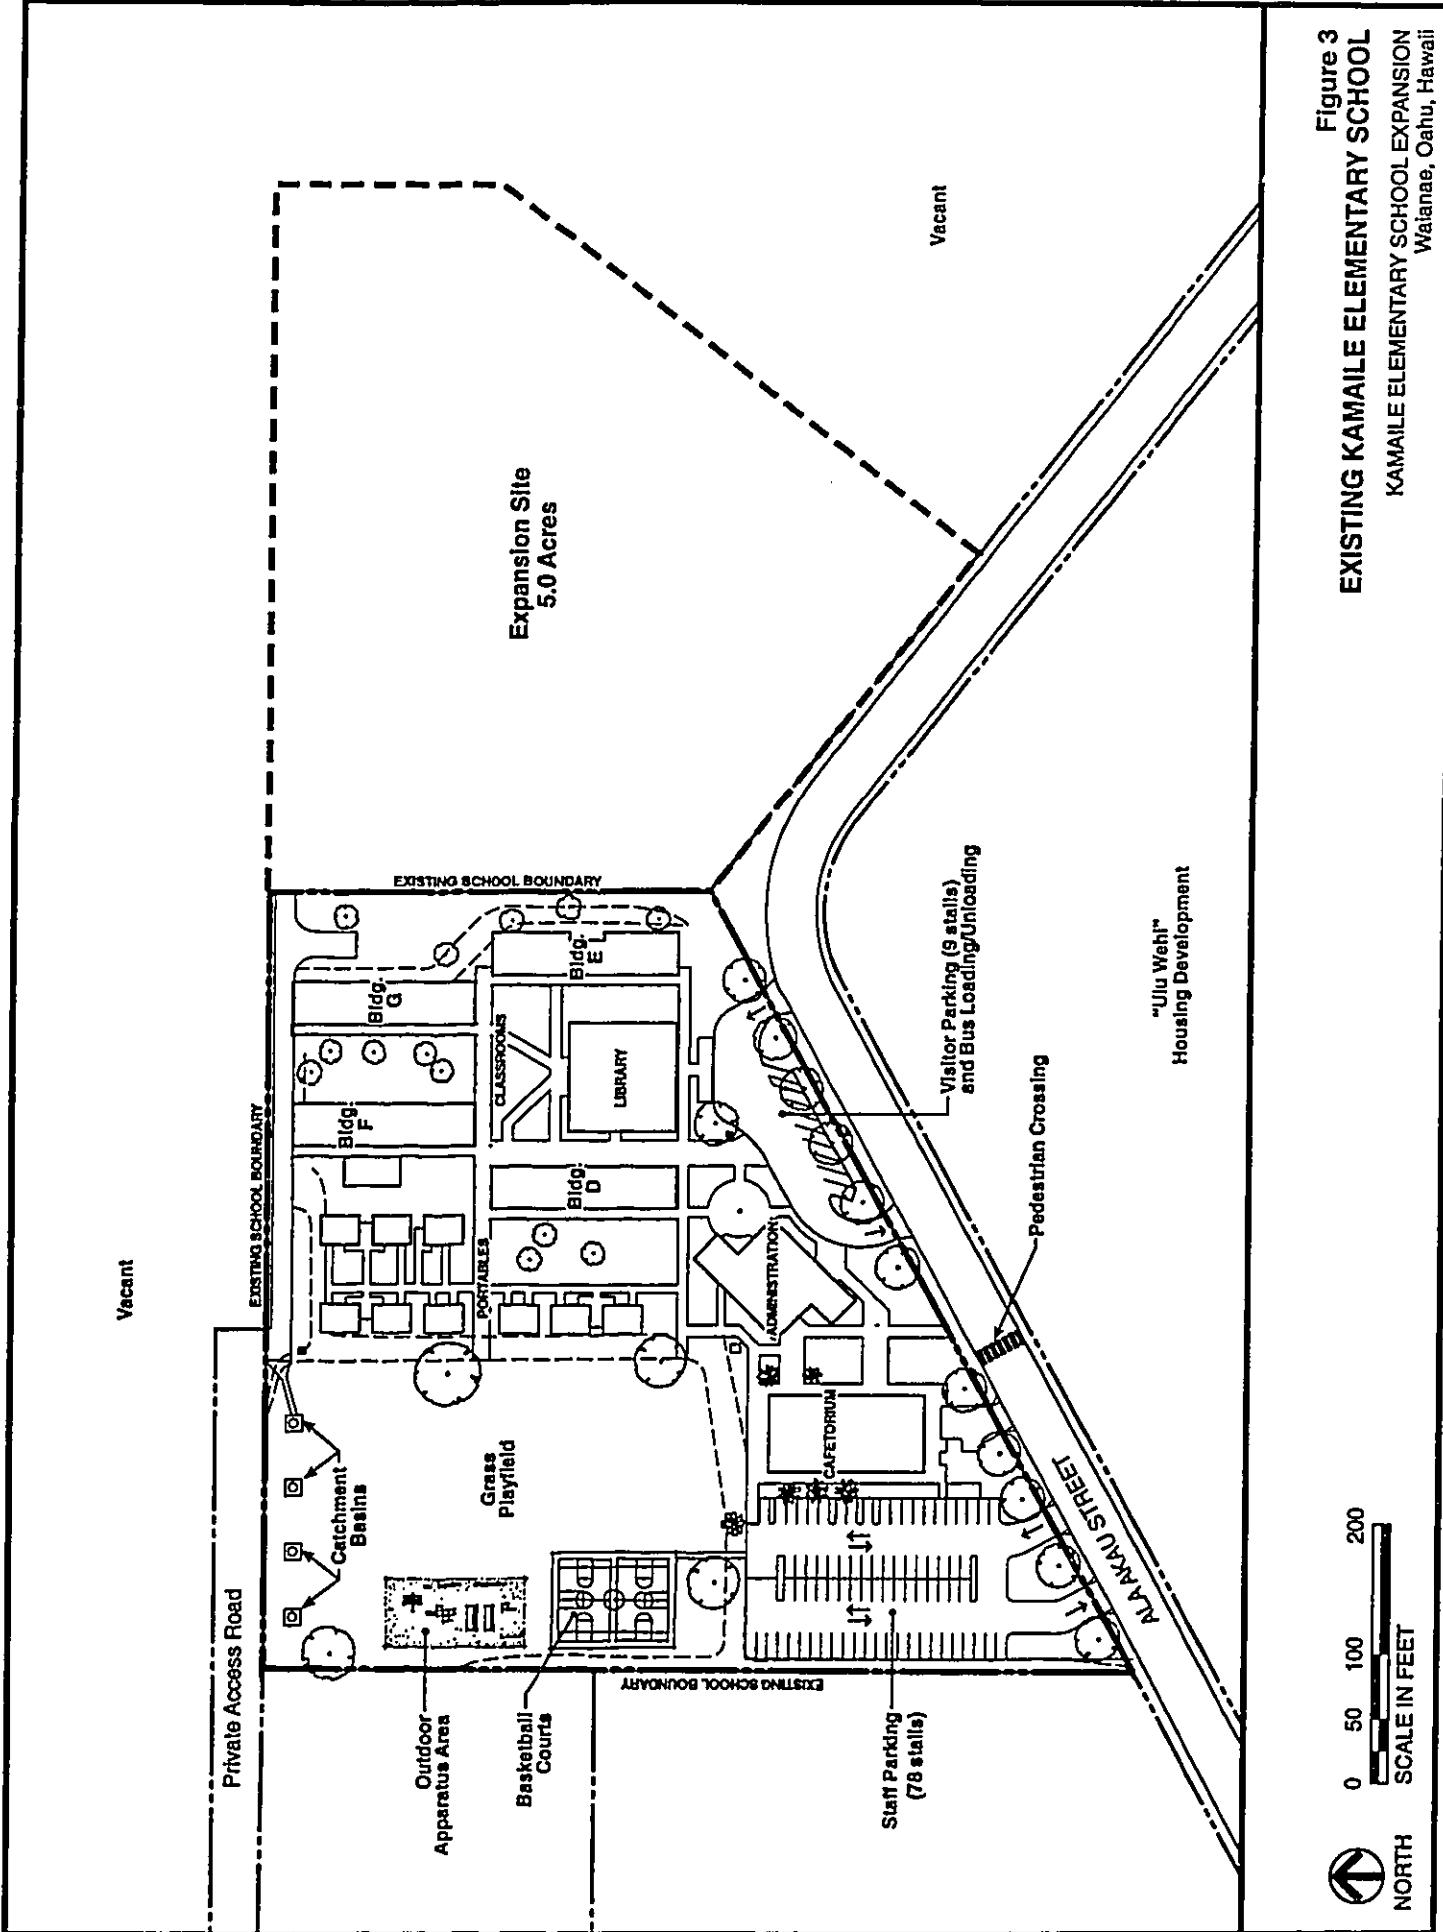 Private Access Road
Vacant
EXISTING SCHOOL BOUNDARY
Catchment
Basins
Outdoor
Apparatus Area
Basketball
Courts
Grass
Playfield
EXISTING SCHOOL BOUNDARY
Staff Parking
(78 stalls)
CAFETORIUM
ADMINISTRATION
PORTABLES
Bldg.
D
Bldg.
F
Bldg.
G
CLASSROOMS
LIBRARY
Bldg.
E
EXISTING SCHOOL BOUNDARY
Expansion Site
5.0 Acres
Vacant
Visitor Parking (9 stalls)
and Bus Loading/Unloading
Pedestrian Crossing
ALA AKAU STREET
"Ulu Wehi"
Housing Development
NORTH
0 50 100 200
SCALE IN FEET
Figure 3
EXISTING KAMAILE ELEMENTARY SCHOOL
KAMAILE ELEMENTARY SCHOOL EXPANSION
Waianae, Oahu, Hawaii